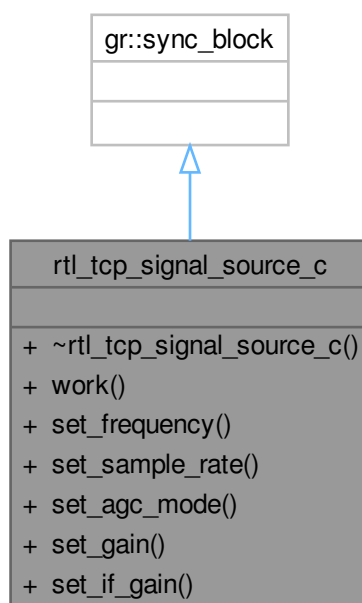 gr::sync_block
rtl_tcp_signal_source_c
+ ~rtl_tcp_signal_source_c()
+ work()
+ set_frequency()
+ set_sample_rate()
+ set_agc_mode()
+ set_gain()
+ set_if_gain()